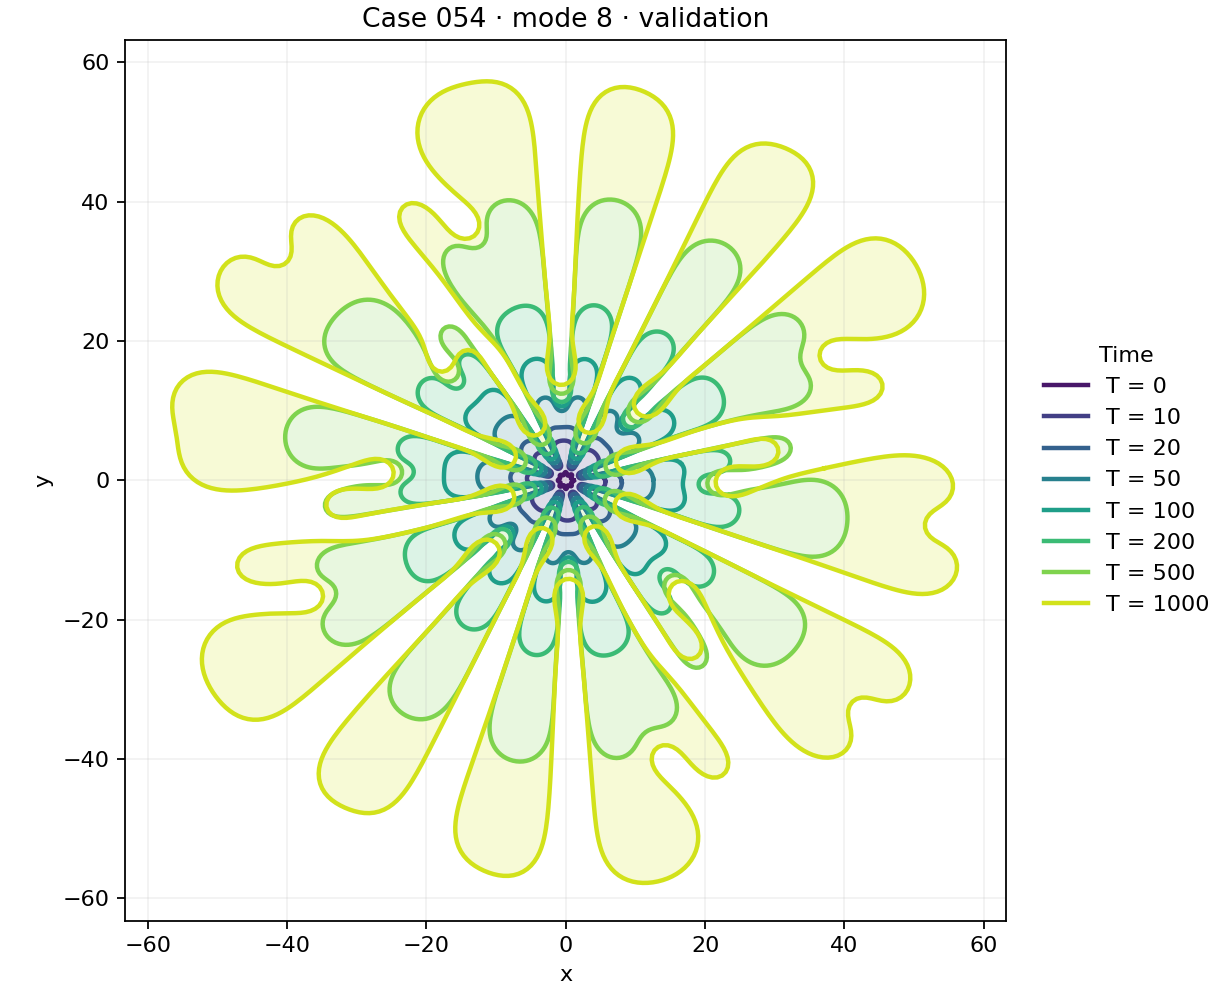 Case 054 · mode 8 · validation
60
40
20
0
−20
−40
−60
y
−60
−40
−20
0
20
40
60
x
Time
T = 0
T = 10
T = 20
T = 50
T = 100
T = 200
T = 500
T = 1000